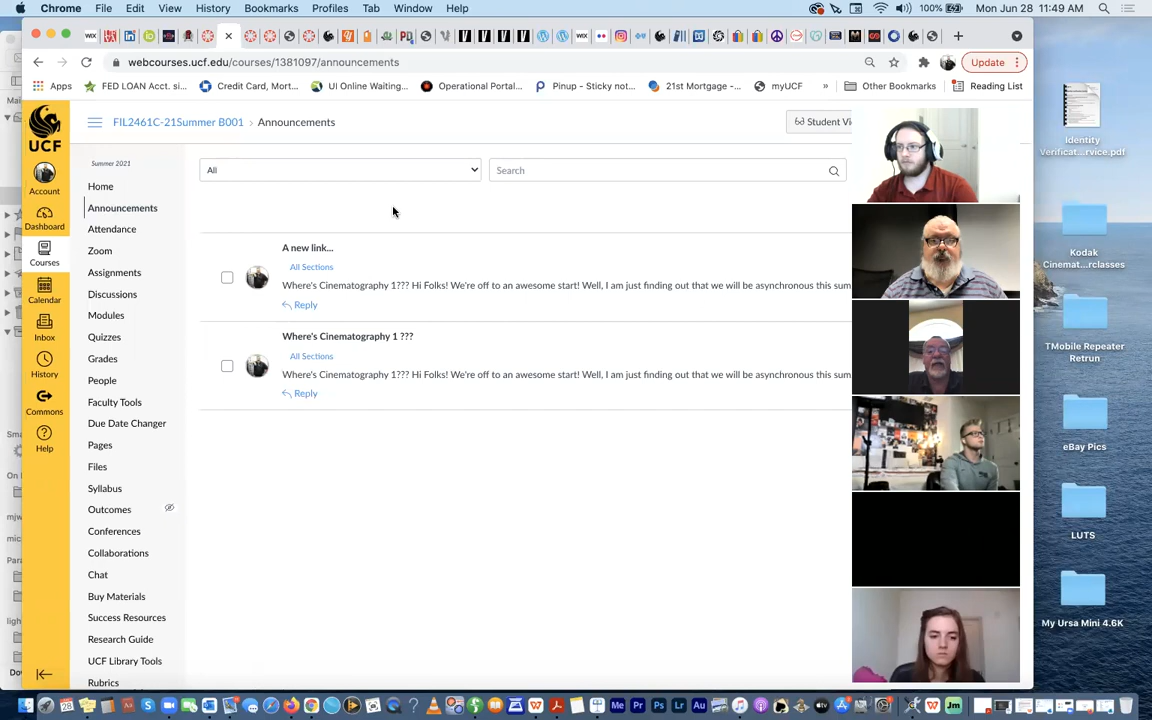 Chrome File Edit View History Bookmarks Profiles Tab Window Help 100% Mon Jun 28 11:49 AM
webcourses.ucf.edu/courses/1381097/announcements Update
Apps FED LOAN Acct. si... Credit Card, Mort... UI Online Waiting... Operational Portal... Pinup - Sticky not... 21st Mortgage -... myUCF » Other Bookmarks Reading List
UCF
FIL2461C-21Summer B001 › Announcements
Student Vi
Account
Dashboard
Courses
Calendar
Inbox
History
Commons
Help
Summer 2021
Home
Announcements
Attendance
Zoom
Assignments
Discussions
Modules
Quizzes
Grades
People
Faculty Tools
Due Date Changer
Pages
Files
Syllabus
Outcomes
Conferences
Collaborations
Chat
Buy Materials
Success Resources
Research Guide
UCF Library Tools
Rubrics
All
Search
A new link...
All Sections
Where's Cinematography 1??? Hi Folks! We're off to an awesome start! Well, I am just finding out that we will be asynchronous this sum
Reply
Where's Cinematography 1 ???
All Sections
Where's Cinematography 1??? Hi Folks! We're off to an awesome start! Well, I am just finding out that we will be asynchronous this sum
Reply
Identity
Verificat...rvice.pdf
Kodak
Cinemat....rclasses
TMobile Repeater
Retrun
eBay Pics
LUTS
My Ursa Mini 4.6K
Mai
Sma
On
mjw
mic
Para
ligh
Do